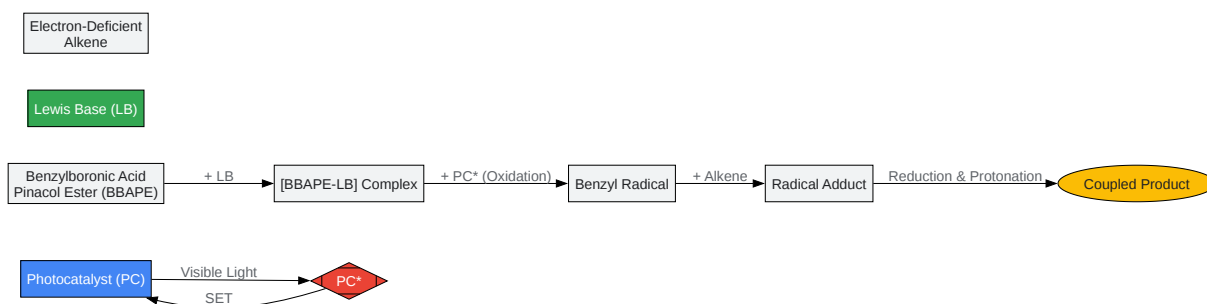 Electron-Deficient
Alkene
Lewis Base (LB)
Benzylboronic Acid
Pinacol Ester (BBAPE)
+ LB
[BBAPE-LB] Complex
+ PC* (Oxidation)
Benzyl Radical
+ Alkene
Radical Adduct
Reduction & Protonation
Coupled Product
Photocatalyst (PC)
Visible Light
PC*
SET